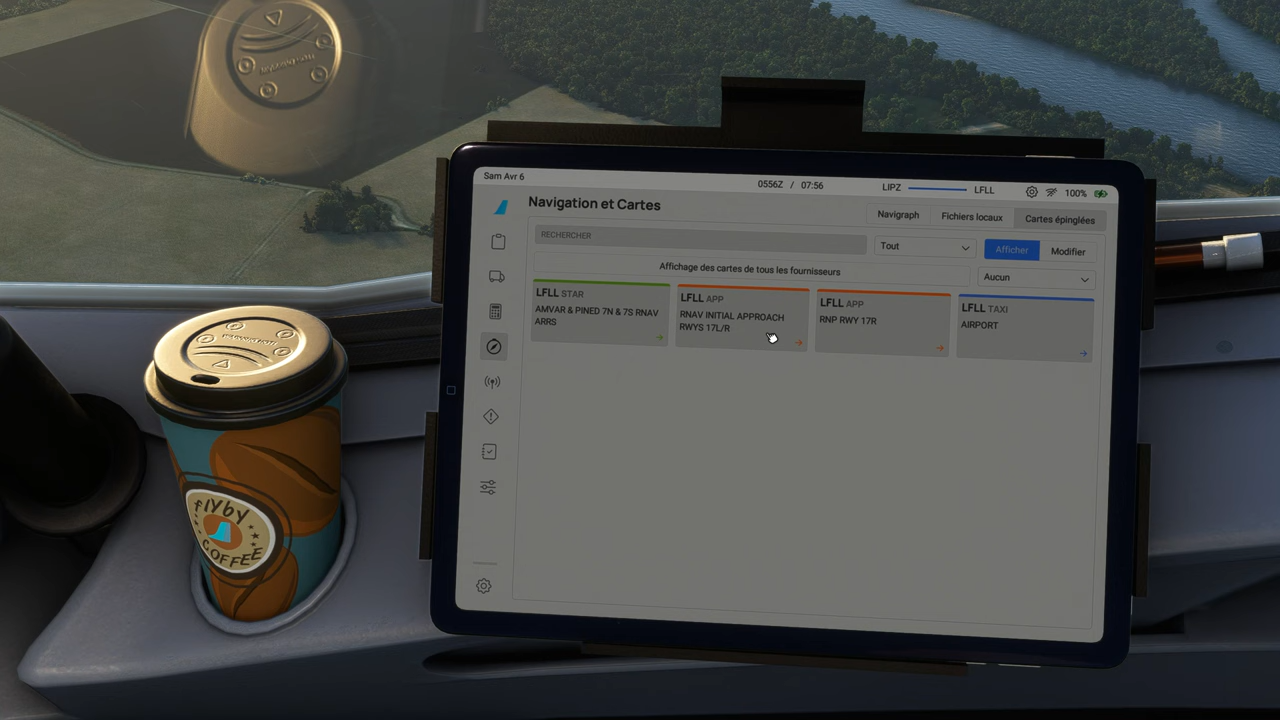 Sam Avr 6
0556Z / 07:56
LIPZ LFLL
100%
Navigation et Cartes
Navigraph
Fichiers locaux
Cartes épinglées
RECHERCHER
Tout
Afficher
Modifier
Affichage des cartes de tous les fournisseurs
Aucun
LFLL STAR
AMVAR & PINED 7N & 7S RNAV
ARRS
LFLL APP
RNAV INITIAL APPROACH
RWYS 17L/R
LFLL APP
RNP RWY 17R
LFLL TAXI
AIRPORT
flyby
COFFEE